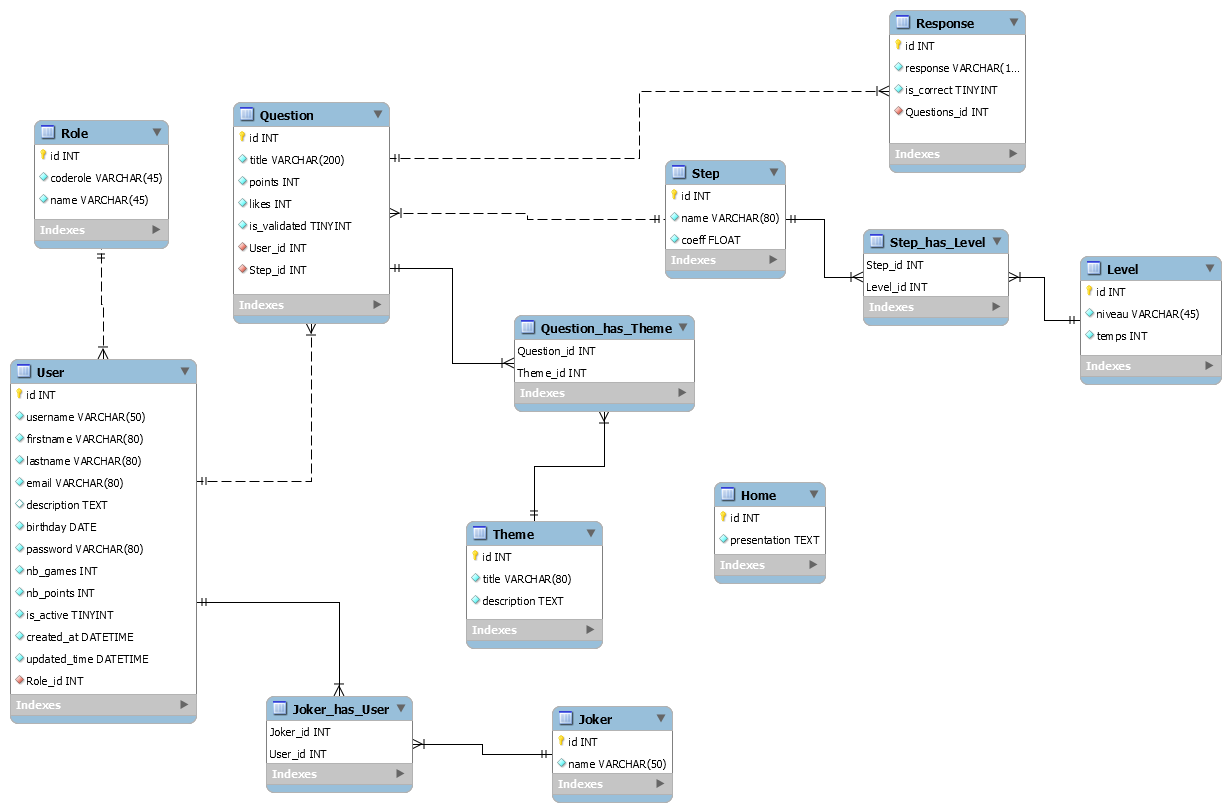 Response
id INT
response VARCHAR(1...
is_correct TINYINT
Questions_id INT
Indexes
Question
id INT
title VARCHAR(200)
points INT
likes INT
is_validated TINYINT
User_id INT
Step_id INT
Indexes
Role
id INT
coderole VARCHAR(45)
name VARCHAR(45)
Indexes
Step
id INT
name VARCHAR(80)
coeff FLOAT
Indexes
Step_has_Level
Step_id INT
Level_id INT
Indexes
Level
id INT
niveau VARCHAR(45)
temps INT
Indexes
Question_has_Theme
Question_id INT
Theme_id INT
Indexes
User
id INT
username VARCHAR(50)
firstname VARCHAR(80)
lastname VARCHAR(80)
email VARCHAR(80)
description TEXT
birthday DATE
password VARCHAR(80)
nb_games INT
nb_points INT
is_active TINYINT
created_at DATETIME
updated_time DATETIME
Role_id INT
Indexes
Home
id INT
presentation TEXT
Indexes
Theme
id INT
title VARCHAR(80)
description TEXT
Indexes
Joker_has_User
Joker_id INT
User_id INT
Indexes
Joker
id INT
name VARCHAR(50)
Indexes